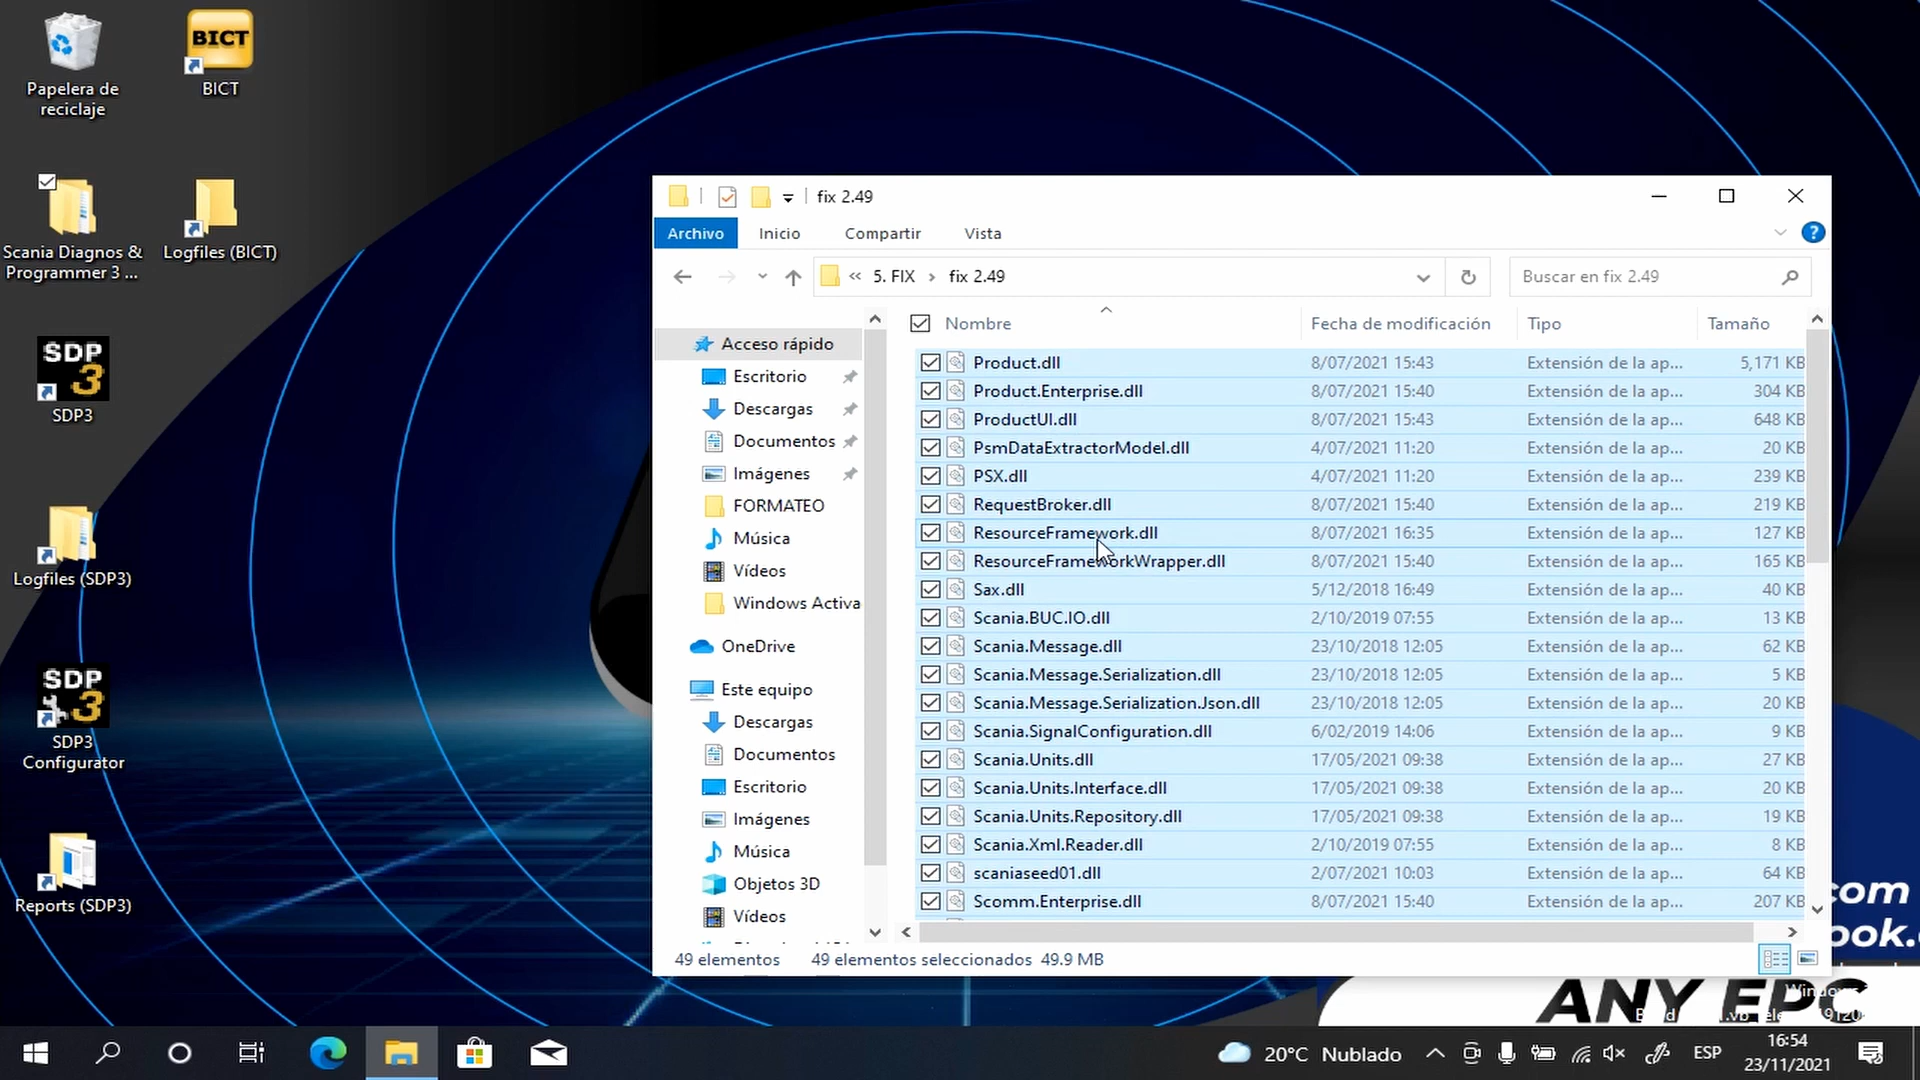 Papelera de
reciclaje
BICT
BICT
Scania Diagnos &
Programmer 3 ...
Logfiles (BICT)
SDP
3
SDP3
Logfiles (SDP3)
SDP
3
SDP3
Configurator
Reports (SDP3)
fix 2.49
Archivo Inicio Compartir Vista
« 5. FIX › fix 2.49
Buscar en fix 2.49
Acceso rápido
Escritorio
Descargas
Documentos
Imágenes
FORMATEO
Música
Vídeos
Windows Activa
OneDrive
Este equipo
Descargas
Documentos
Escritorio
Imágenes
Música
Objetos 3D
Vídeos
Nombre Fecha de modificación Tipo Tamaño
Product.dll 8/07/2021 15:43 Extensión de la ap... 5,171 KB
Product.Enterprise.dll 8/07/2021 15:40 Extensión de la ap... 304 KB
ProductUI.dll 8/07/2021 15:43 Extensión de la ap... 648 KB
PsmDataExtractorModel.dll 4/07/2021 11:20 Extensión de la ap... 20 KB
PSX.dll 4/07/2021 11:20 Extensión de la ap... 239 KB
RequestBroker.dll 8/07/2021 15:40 Extensión de la ap... 219 KB
ResourceFramework.dll 8/07/2021 16:35 Extensión de la ap... 127 KB
ResourceFrameworkWrapper.dll 8/07/2021 15:40 Extensión de la ap... 165 KB
Sax.dll 5/12/2018 16:49 Extensión de la ap... 40 KB
Scania.BUC.IO.dll 2/10/2019 07:55 Extensión de la ap... 13 KB
Scania.Message.dll 23/10/2018 12:05 Extensión de la ap... 62 KB
Scania.Message.Serialization.dll 23/10/2018 12:05 Extensión de la ap... 5 KB
Scania.Message.Serialization.Json.dll 23/10/2018 12:05 Extensión de la ap... 20 KB
Scania.SignalConfiguration.dll 6/02/2019 14:06 Extensión de la ap... 9 KB
Scania.Units.dll 17/05/2021 09:38 Extensión de la ap... 27 KB
Scania.Units.Interface.dll 17/05/2021 09:38 Extensión de la ap... 20 KB
Scania.Units.Repository.dll 17/05/2021 09:38 Extensión de la ap... 19 KB
Scania.Xml.Reader.dll 2/10/2019 07:55 Extensión de la ap... 8 KB
scaniaseed01.dll 2/07/2021 10:03 Extensión de la ap... 64 KB
Scomm.Enterprise.dll 8/07/2021 15:40 Extensión de la ap... 207 KB
49 elementos 49 elementos seleccionados 49.9 MB
com
ook.
ANY EPC
20°C Nublado
ESP
16:54
23/11/2021